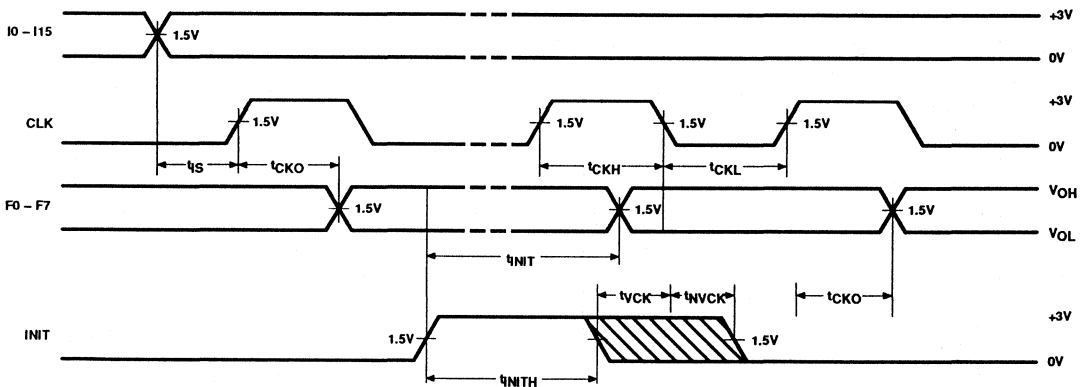 I0 – I15 1.5V +3V
0V
CLK 1.5V 1.5V 1.5V 1.5V +3V
0V
tIS tCKO tCKH tCKL
F0 – F7 1.5V 1.5V 1.5V VOH
VOL
tINIT
tVCK tNVCK tCKO
INIT 1.5V 1.5V +3V
0V
tINITH